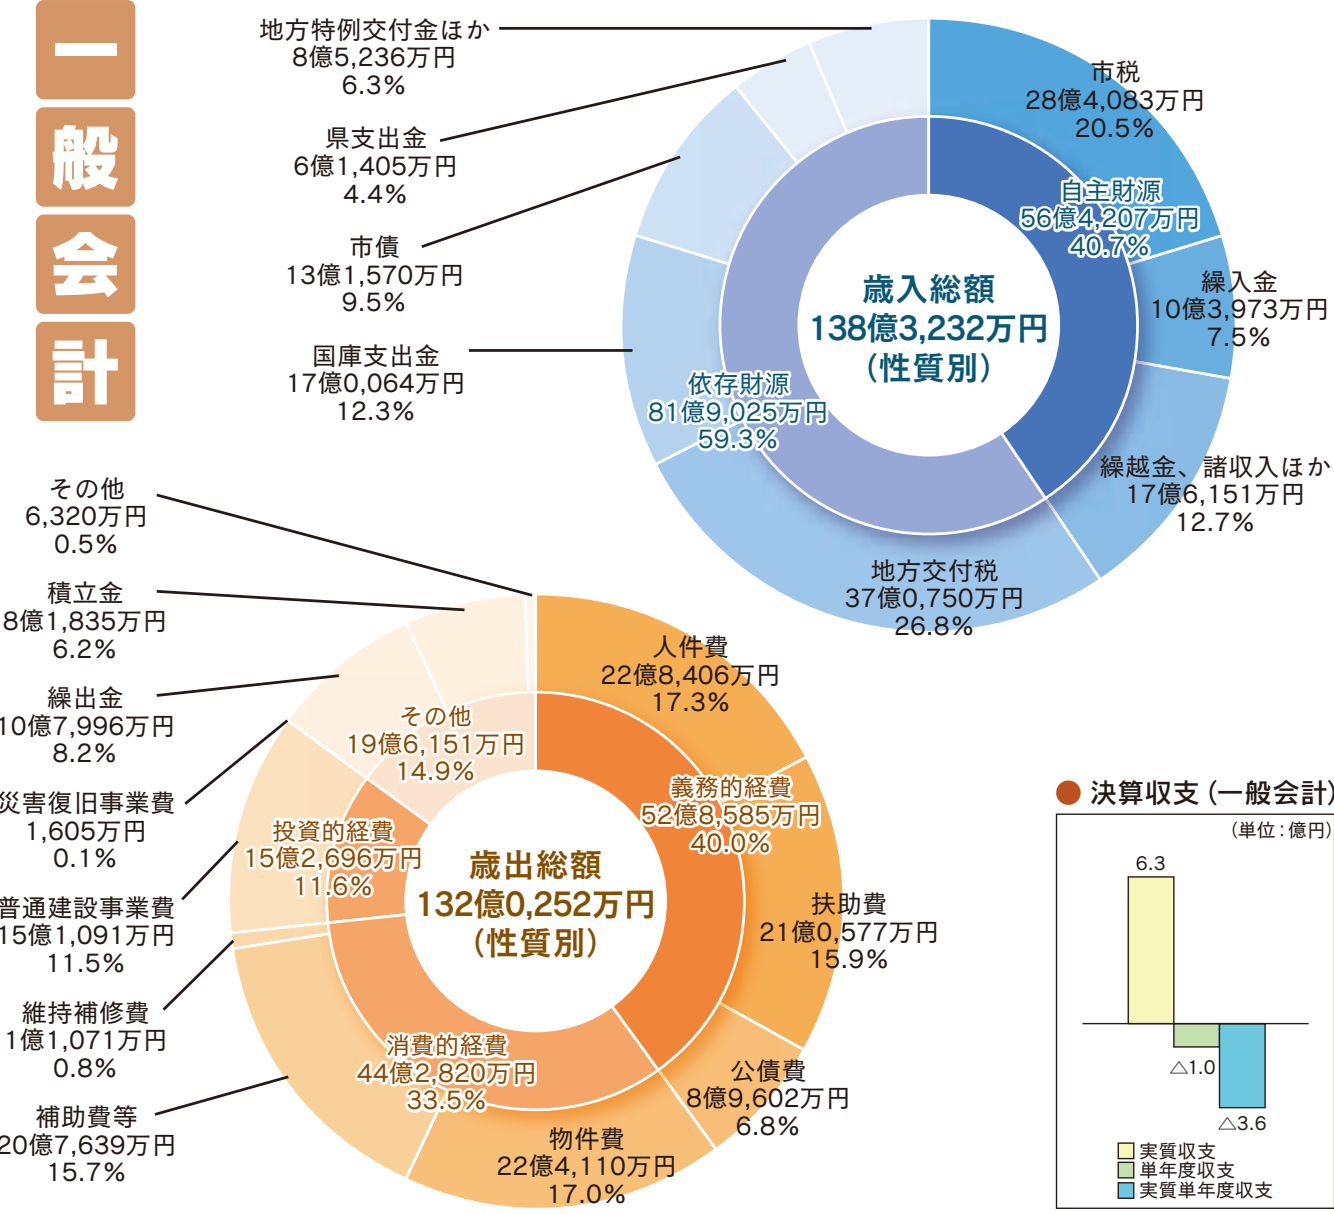 一般会計
地方特例交付金ほか
8億5,236万円
6.3%
県支出金
6億1,405万円
4.4%
市債
13億1,570万円
9.5%
国庫支出金
17億0,064万円
12.3%
市税
28億4,083万円
20.5%
自主財源
56億4,207万円
40.7%
繰入金
10億3,973万円
7.5%
繰越金、諸収入ほか
17億6,151万円
12.7%
地方交付税
37億0,750万円
26.8%
依存財源
81億9,025万円
59.3%
歳入総額
138億3,232万円
（性質別）
その他
6,320万円
0.5%
積立金
8億1,835万円
6.2%
繰出金
10億7,996万円
8.2%
災害復旧事業費
1,605万円
0.1%
普通建設事業費
15億1,091万円
11.5%
維持補修費
1億1,071万円
0.8%
補助費等
20億7,639万円
15.7%
人件費
22億8,406万円
17.3%
義務的経費
52億8,585万円
40.0%
扶助費
21億0,577万円
15.9%
公債費
8億9,602万円
6.8%
物件費
22億4,110万円
17.0%
消費的経費
44億2,820万円
33.5%
投資的経費
15億2,696万円
11.6%
その他
19億6,151万円
14.9%
歳出総額
132億0,252万円
（性質別）
●決算収支（一般会計）
（単位：億円）
6.3
△1.0
△3.6
実質収支
単年度収支
実質単年度収支